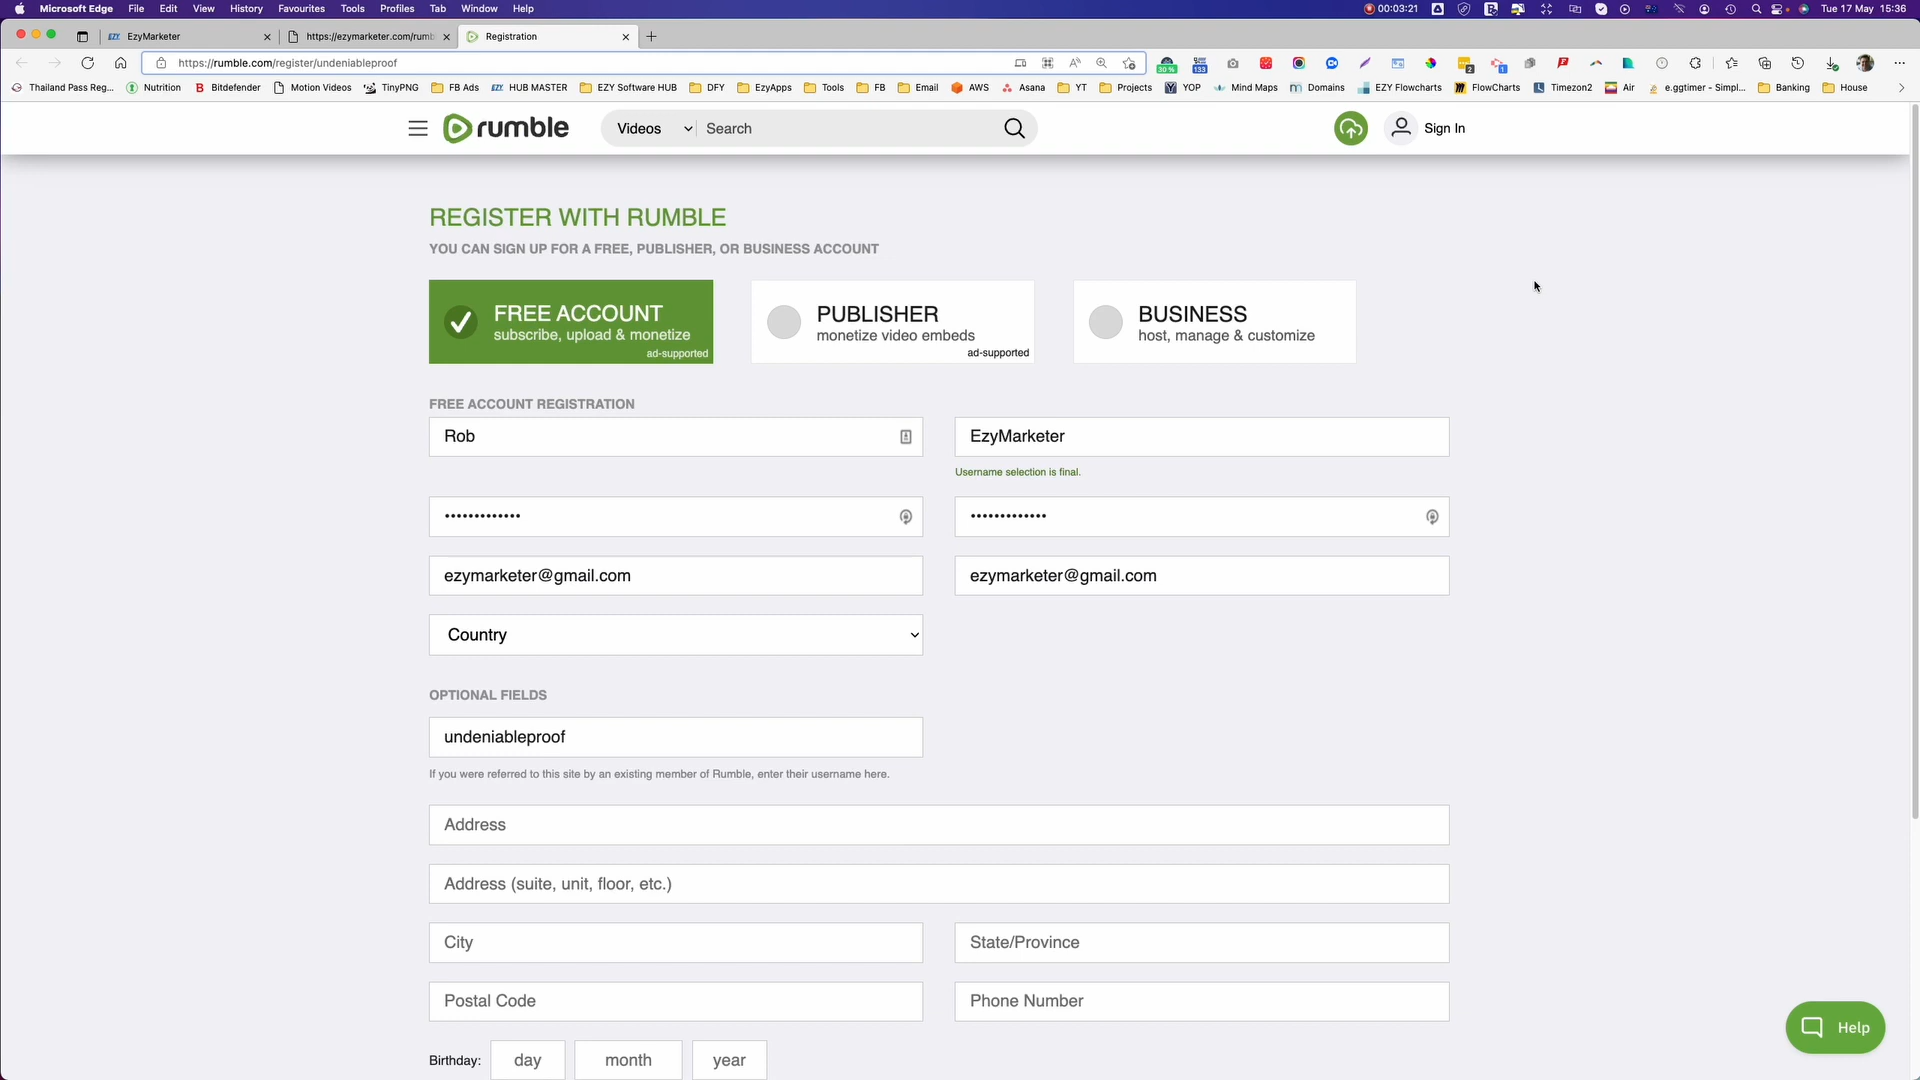 Microsoft Edge File Edit View History Favourites Tools Profiles Tab Window Help 00:03:21 Tue 17 May 15:36
EZY EzyMarketer https://ezymarketer.com/rumb Registration
https://rumble.com/register/undeniableproof 30 % 133 2 1
Thailand Pass Reg... Nutrition Bitdefender Motion Videos TinyPNG FB Ads EZY HUB MASTER EZY Software HUB DFY EzyApps Tools FB Email AWS Asana YT Projects YOP Mind Maps Domains EZY Flowcharts FlowCharts Timezon2 Air e.ggtimer - Simpl... Banking House
rumble Videos Search Sign In
REGISTER WITH RUMBLE
YOU CAN SIGN UP FOR A FREE, PUBLISHER, OR BUSINESS ACCOUNT
FREE ACCOUNT
subscribe, upload & monetize
ad-supported
PUBLISHER
monetize video embeds
ad-supported
BUSINESS
host, manage & customize
FREE ACCOUNT REGISTRATION
Rob EzyMarketer
Username selection is final.
••••••••••••• •••••••••••••
ezymarketer@gmail.com ezymarketer@gmail.com
Country
OPTIONAL FIELDS
undeniableproof
If you were referred to this site by an existing member of Rumble, enter their username here.
Address
Address (suite, unit, floor, etc.)
City State/Province
Postal Code Phone Number
Birthday: day month year
Help